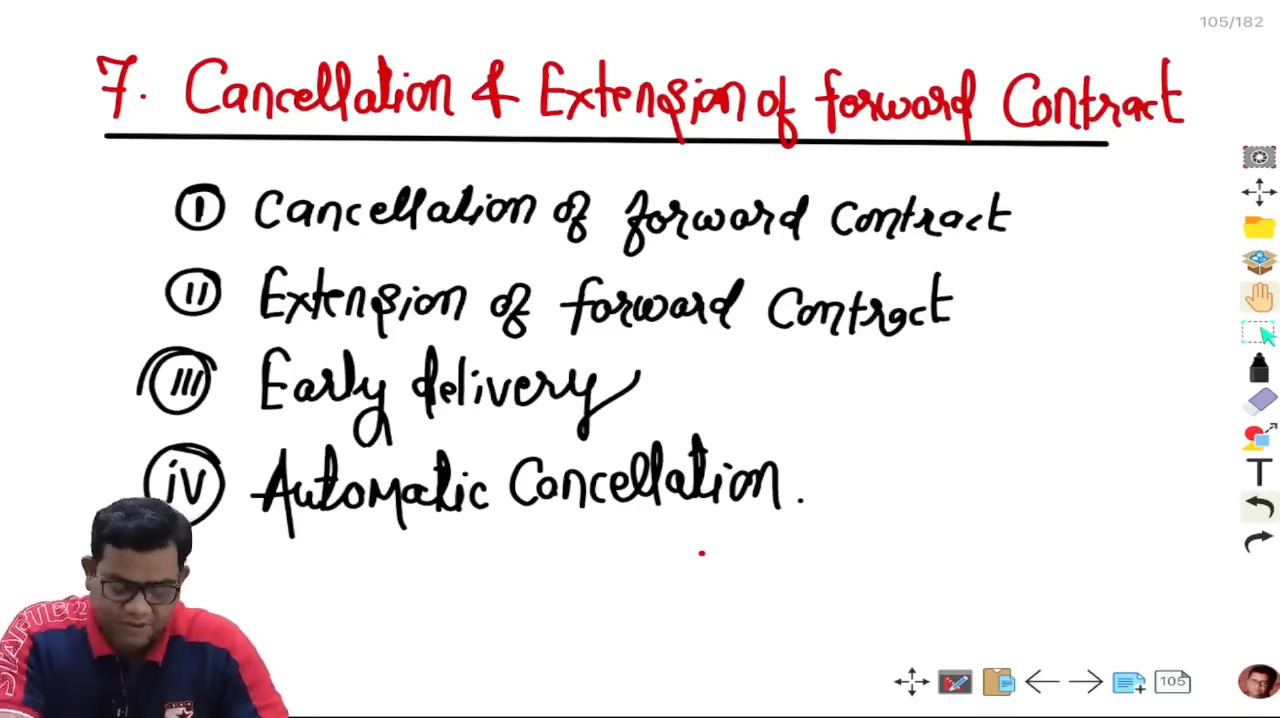 105/182
7. Cancellation & Extension of forward Contract
I Cancellation of forward Contract
II Extension of forward Contract
III Early delivery
iv Automatic Cancellation.
T
105